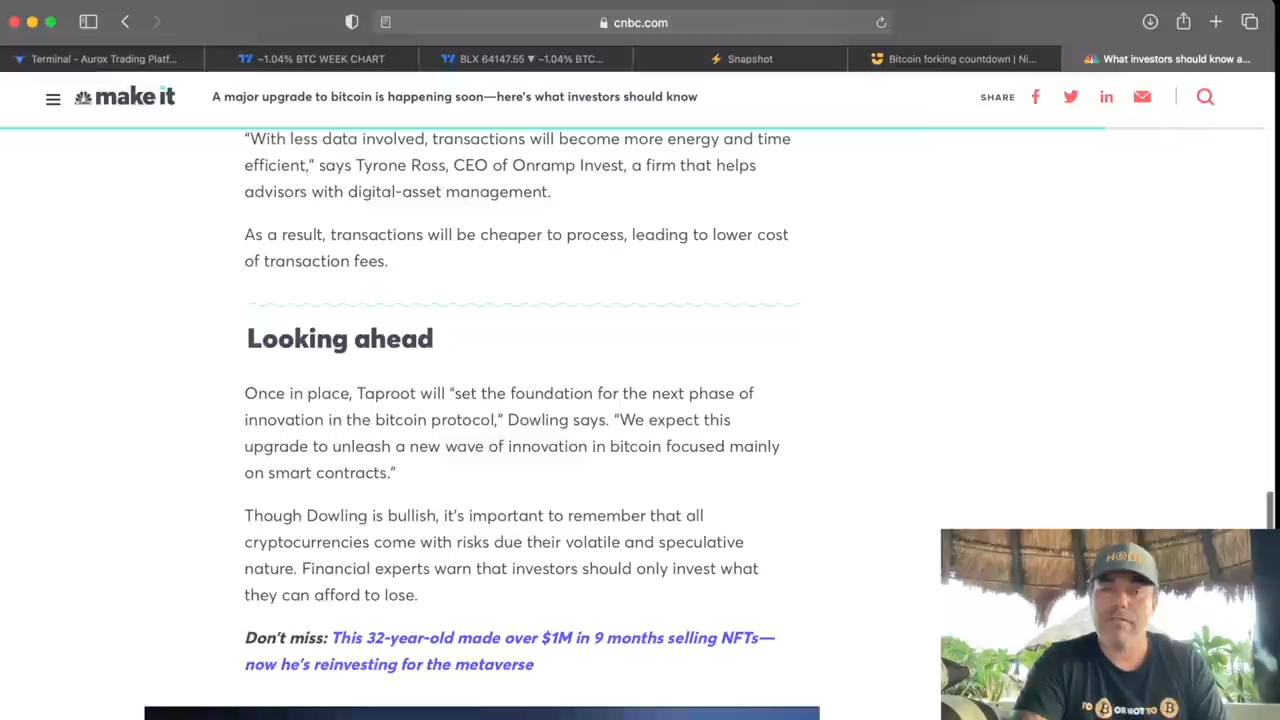 cnbc.com
Terminal - Aurox Trading Platf...
−1.04% BTC WEEK CHART
BLX 64147.55 ▼ −1.04% BTC...
Snapshot
Bitcoin forking countdown | Ni...
What investors should know a...
make it
A major upgrade to bitcoin is happening soon—here's what investors should know
SHARE
“With less data involved, transactions will become more energy and time
efficient,” says Tyrone Ross, CEO of Onramp Invest, a firm that helps
advisors with digital-asset management.
As a result, transactions will be cheaper to process, leading to lower cost
of transaction fees.
Looking ahead
Once in place, Taproot will “set the foundation for the next phase of
innovation in the bitcoin protocol,” Dowling says. “We expect this
upgrade to unleash a new wave of innovation in bitcoin focused mainly
on smart contracts.”
Though Dowling is bullish, it’s important to remember that all
cryptocurrencies come with risks due their volatile and speculative
nature. Financial experts warn that investors should only invest what
they can afford to lose.
Don’t miss: This 32-year-old made over $1M in 9 months selling NFTs—
now he’s reinvesting for the metaverse
OR NOT TO